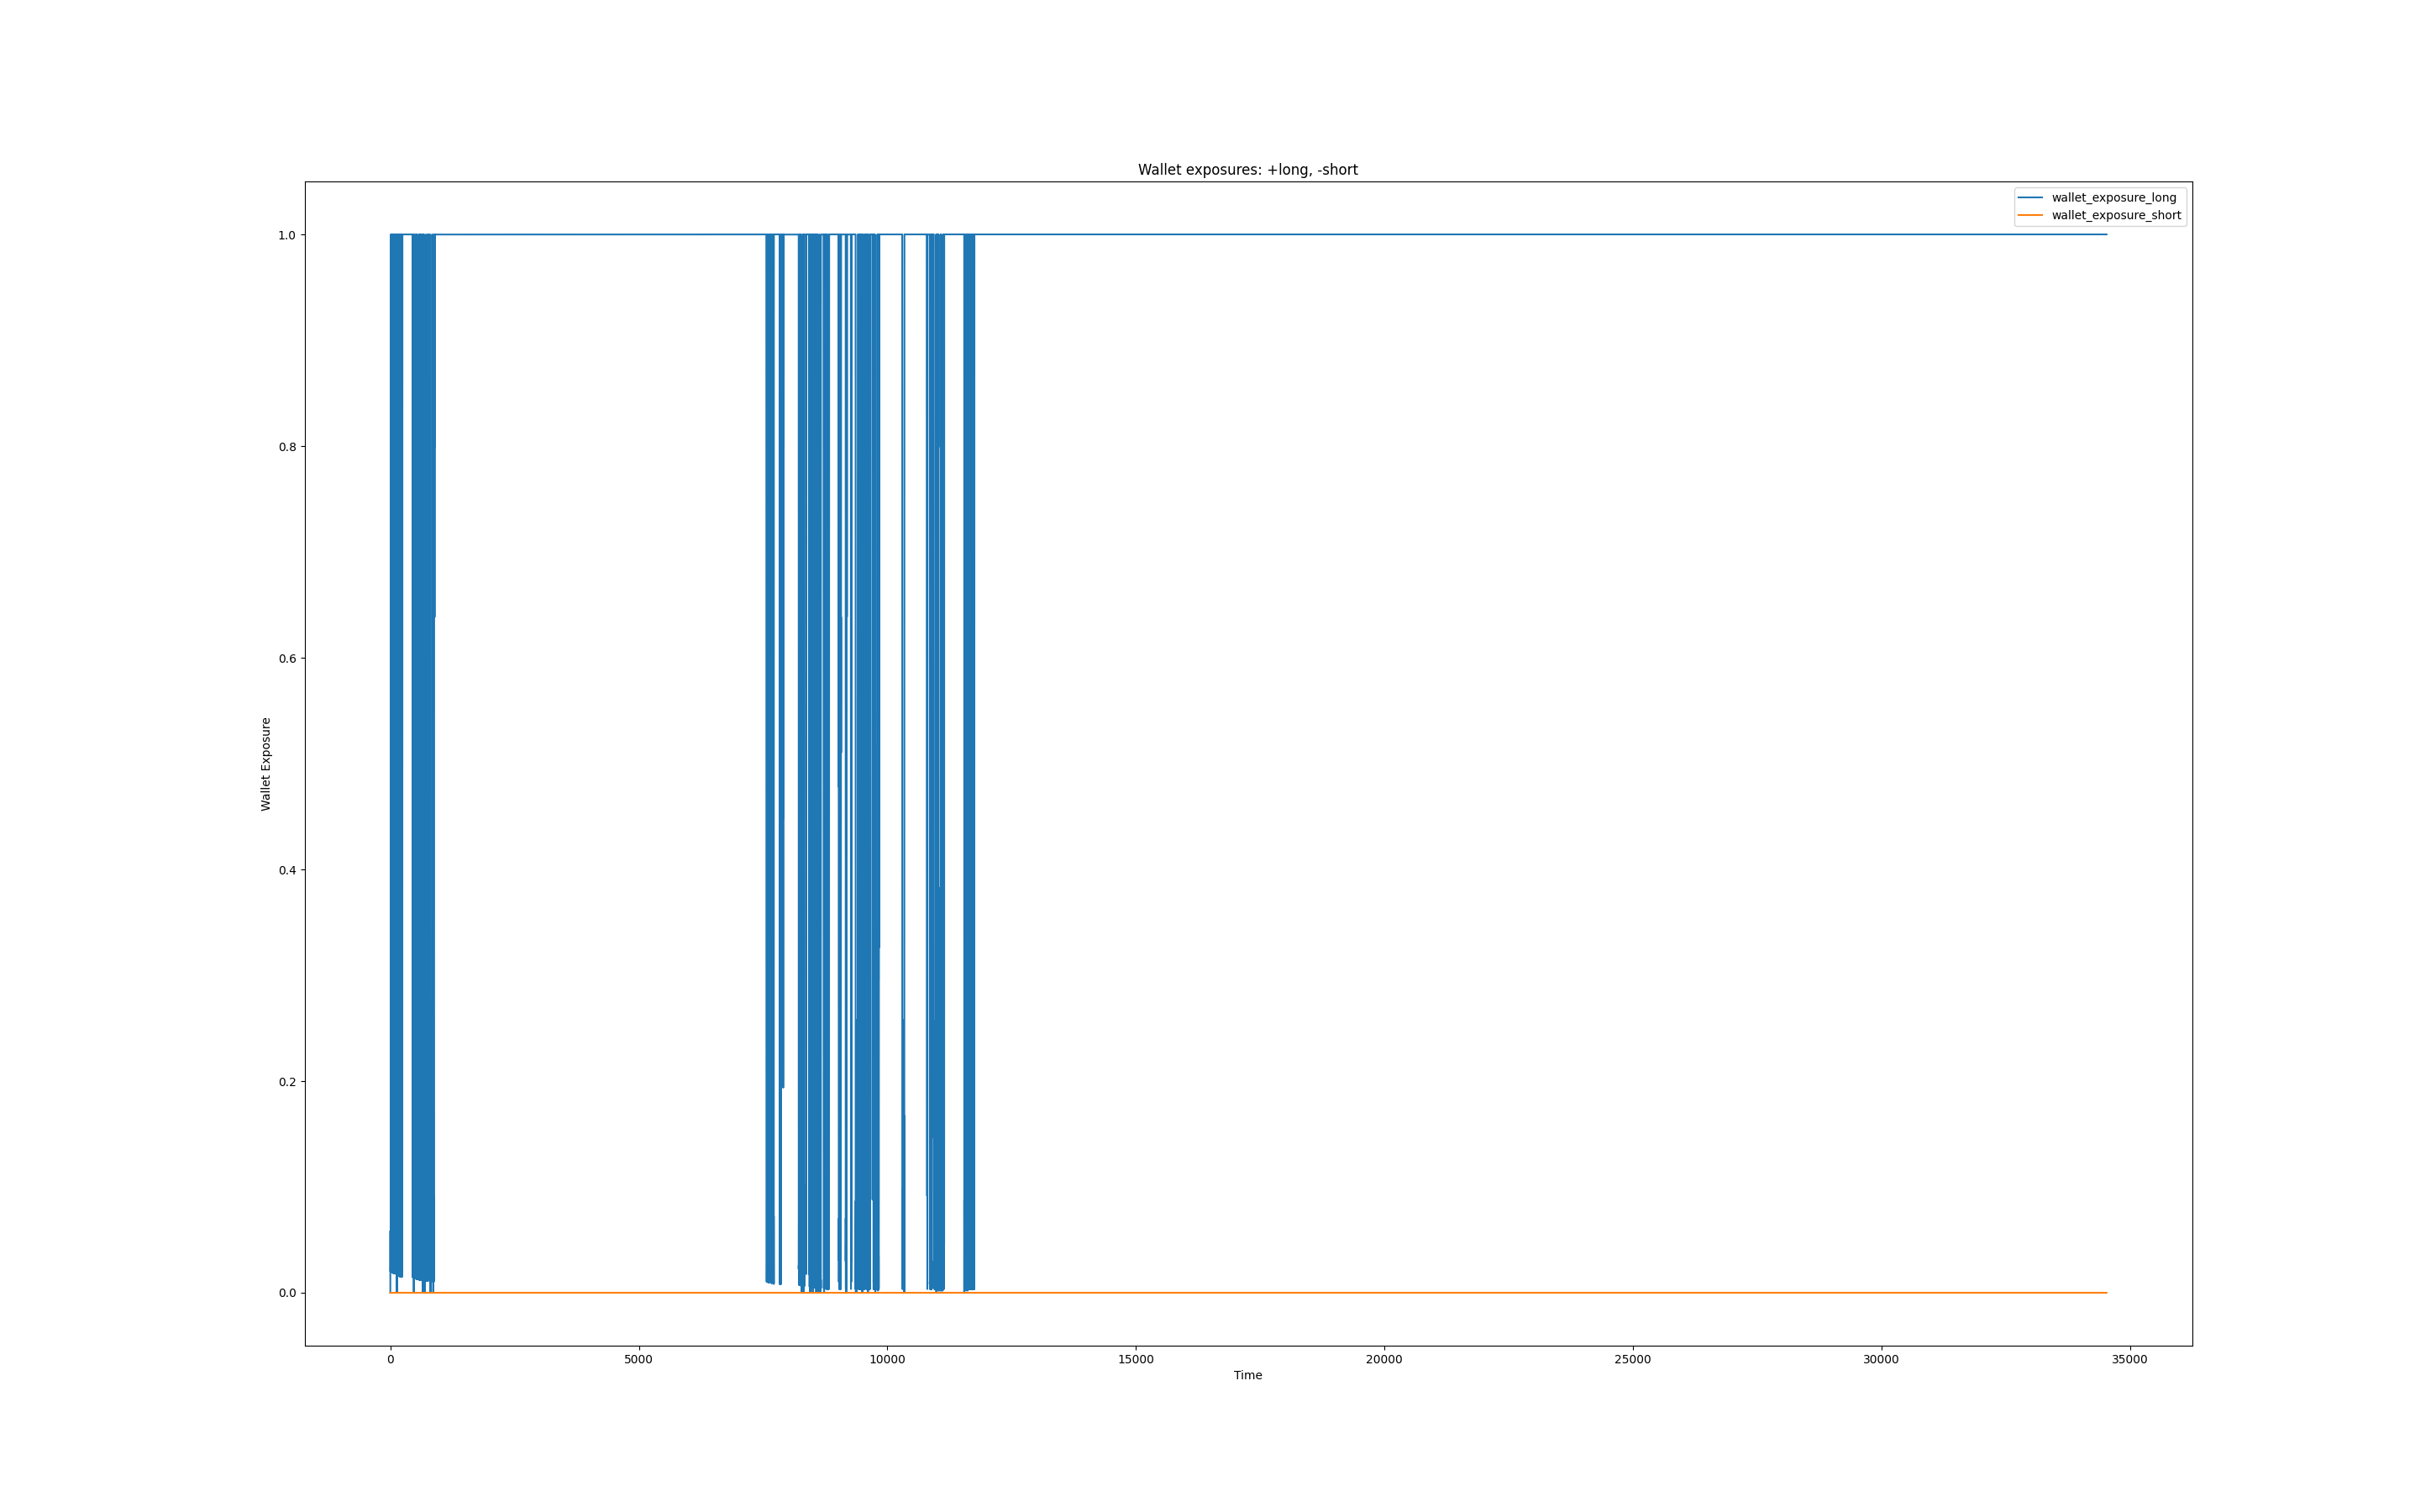 Wallet exposures: +long, -short
wallet_exposure_long
wallet_exposure_short
1.0
0.8
0.6
0.4
0.2
0.0
Wallet Exposure
0 5000 10000 15000 20000 25000 30000 35000
Time